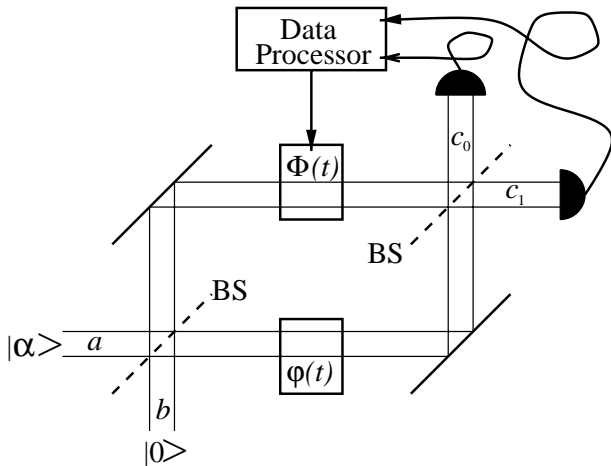 Data
Processor
c₀
Φ(t)
c₁
BS
BS
|α>
a
φ(t)
b
|0>